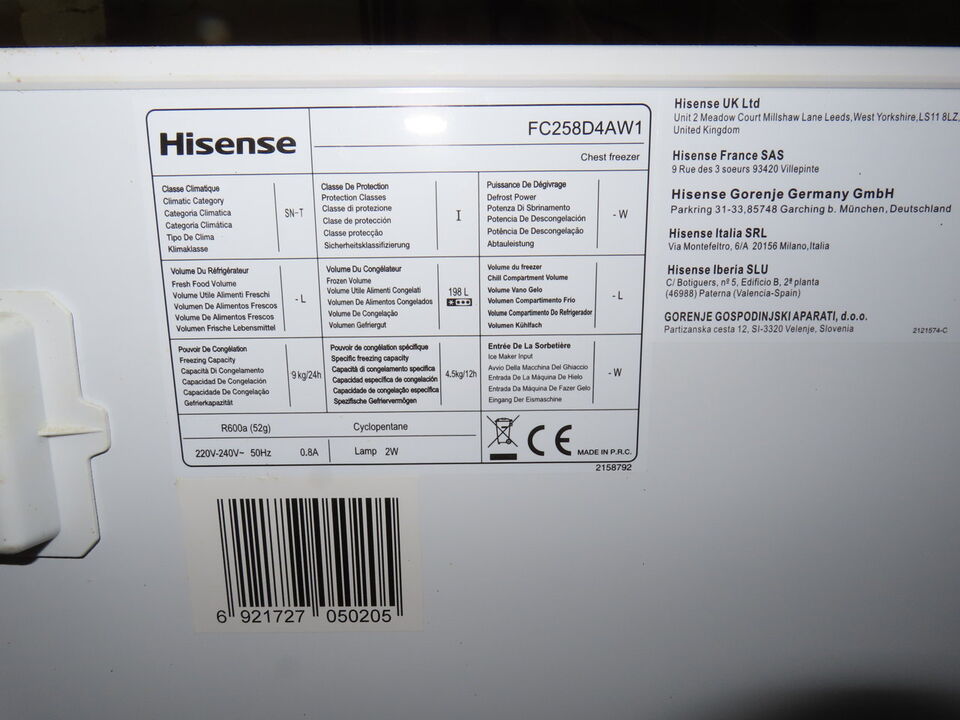 Hisense
FC258D4AW1
Chest freezer
Classe Climatique
Climatic Category
Categoria Climatica
Categoria Climática
Tipo De Clima
Klimaklasse
SN-T
Classe De Protection
Protection Classes
Classe di protezione
Clase de protección
Classe protecção
Sicherheitsklassifizierung
I
Puissance De Dégivrage
Defrost Power
Potenza Di Sbrinamento
Potencia De Descongelación
Potência De Descongelação
Abtauleistung
- W
Volume Du Réfrigérateur
Fresh Food Volume
Volume Utile Alimenti Freschi
Volumen De Alimentos Frescos
Volume De Alimentos Frescos
Volumen Frische Lebensmittel
- L
Volume Du Congélateur
Frozen Volume
Volume Utile Alimenti Congelati
Volumen De Alimentos Congelados
Volume De Congelação
Volumen Gefriergut
198 L
Volume du freezer
Chill Compartment Volume
Volume Vano Gelo
Volumen Compartimento Frio
Volume Compartimento Do Refrigerador
Volumen Kühlfach
- L
Pouvoir De Congélation
Freezing Capacity
Capacità Di Congelamento
Capacidad De Congelación
Capacidade De Congelação
Gefrierkapazität
9 kg/24h
Pouvoir de congélation spécifique
Specific freezing capacity
Capacità di congelamento specifica
Capacidad especifica de congelación
Capacidade de congelação específica
Spezifische Gefriervermögen
4.5kg/12h
Entrée De La Sorbetière
Ice Maker Input
Avvio Della Macchina Del Ghiaccio
Entrada De La Máquina De Hielo
Entrada Da Máquina De Fazer Gelo
Eingang Der Eismaschine
- W
R600a (52g)
Cyclopentane
220V-240V~ 50Hz
0.8A
Lamp 2W
CE
MADE IN P.R.C.
2158792
Hisense UK Ltd
Unit 2 Meadow Court Millshaw Lane Leeds,West Yorkshire,LS11 8LZ,
United Kingdom
Hisense France SAS
9 Rue des 3 soeurs 93420 Villepinte
Hisense Gorenje Germany GmbH
Parkring 31-33,85748 Garching b. München, Deutschland
Hisense Italia SRL
Via Montefeltro, 6/A 20156 Milano,Italia
Hisense Iberia SLU
C/ Botiguers, nº 5, Edificio B, 2ª planta
(46988) Paterna (Valencia-Spain)
GORENJE GOSPODINJSKI APARATI, d.o.o.
Partizanska cesta 12, SI-3320 Velenje, Slovenia
2121574-C
6 921727 050205